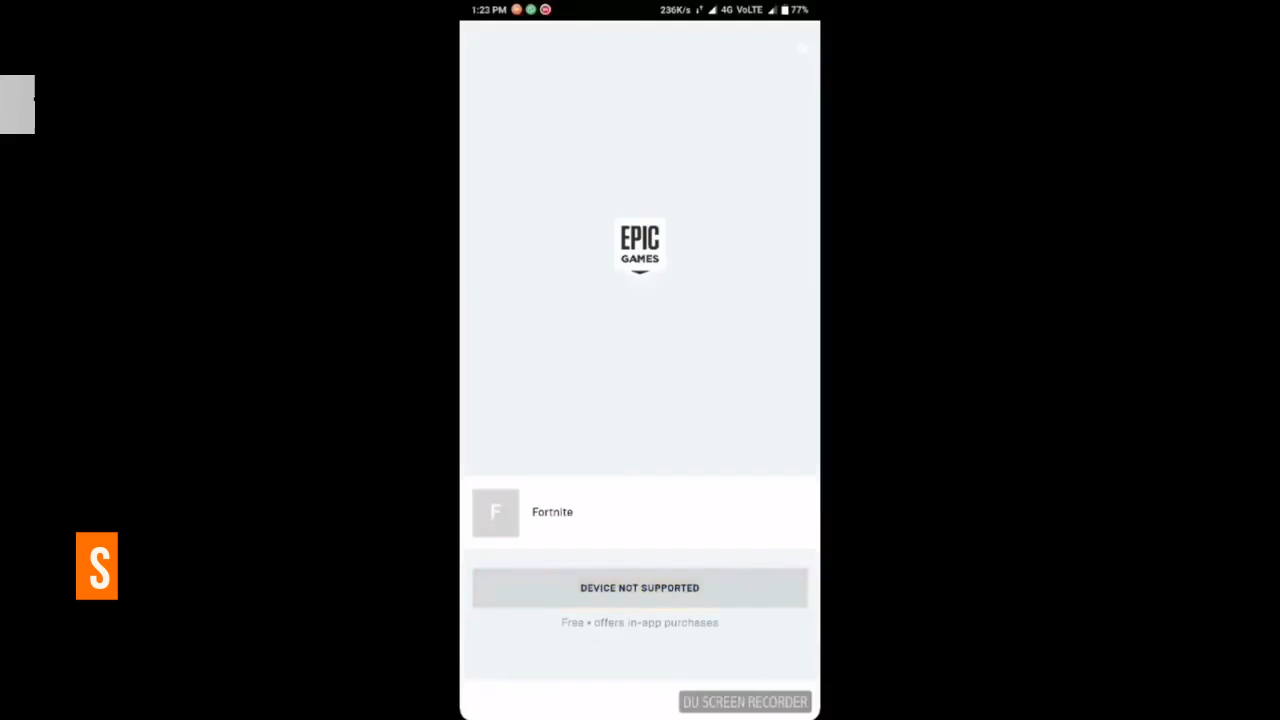 1:23 PM 236K/s 4G VoLTE 77%
EPIC
GAMES
F Fortnite
S
DEVICE NOT SUPPORTED
Free • offers in-app purchases
DU SCREEN RECORDER